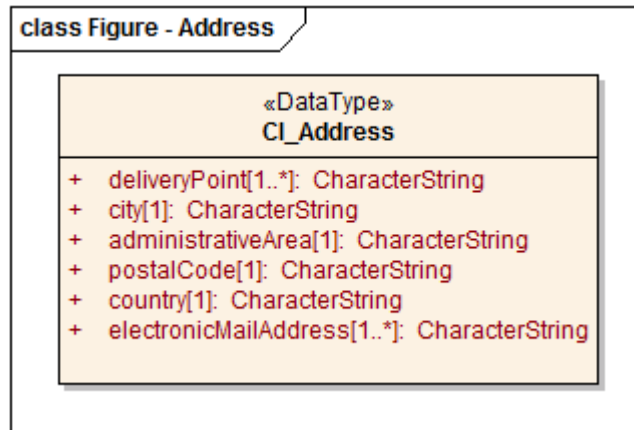 class Figure - Address
«DataType»
CI_Address
+ deliveryPoint[1..*]: CharacterString
+ city[1]: CharacterString
+ administrativeArea[1]: CharacterString
+ postalCode[1]: CharacterString
+ country[1]: CharacterString
+ electronicMailAddress[1..*]: CharacterString